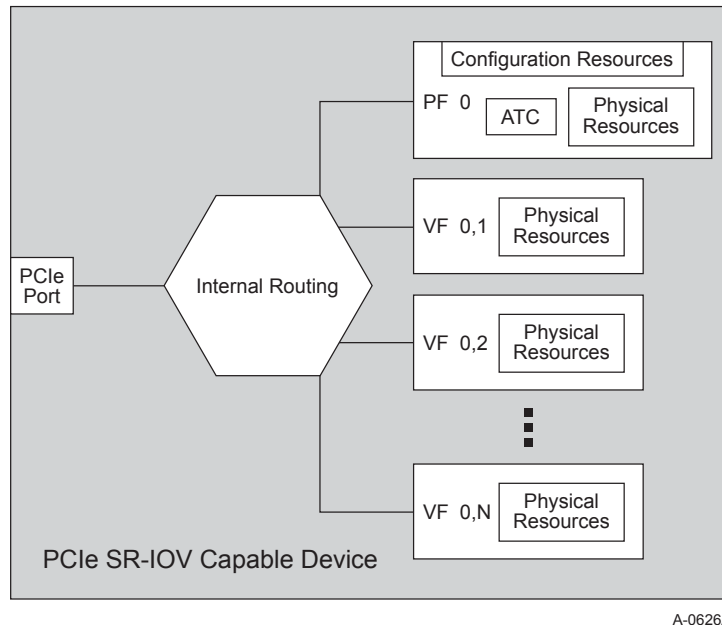 Configuration Resources
PF 0
ATC
Physical
Resources
VF 0,1
Physical
Resources
PCIe
Port
Internal Routing
VF 0,2
Physical
Resources
VF 0,N
Physical
Resources
PCIe SR-IOV Capable Device
A-0626